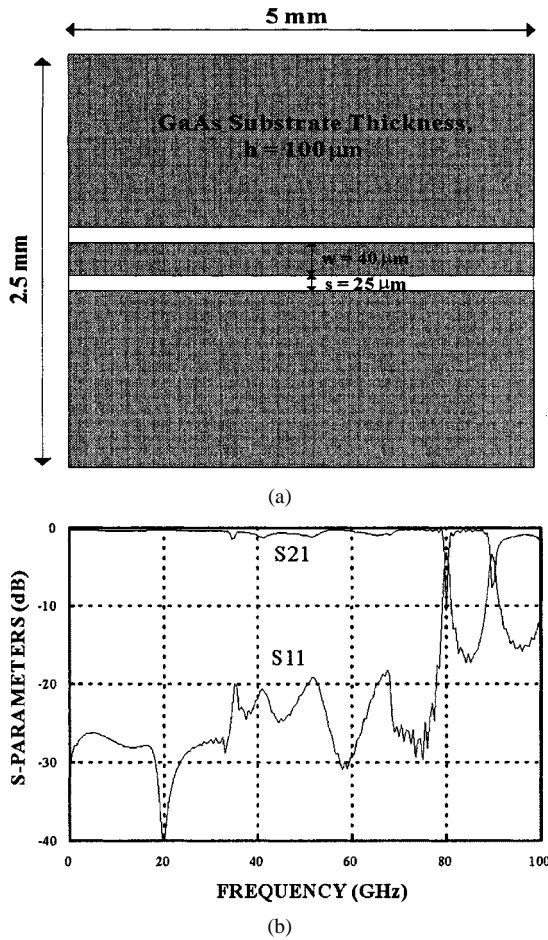 5 mm
2.5 mm
GaAs Substrate Thickness,
h = 100 μm
w = 40 μm
s = 25 μm
(a)
S-PARAMETERS (dB)
0
-10
-20
-30
-40
S21
S11
0 20 40 60 80 100
FREQUENCY (GHz)
(b)